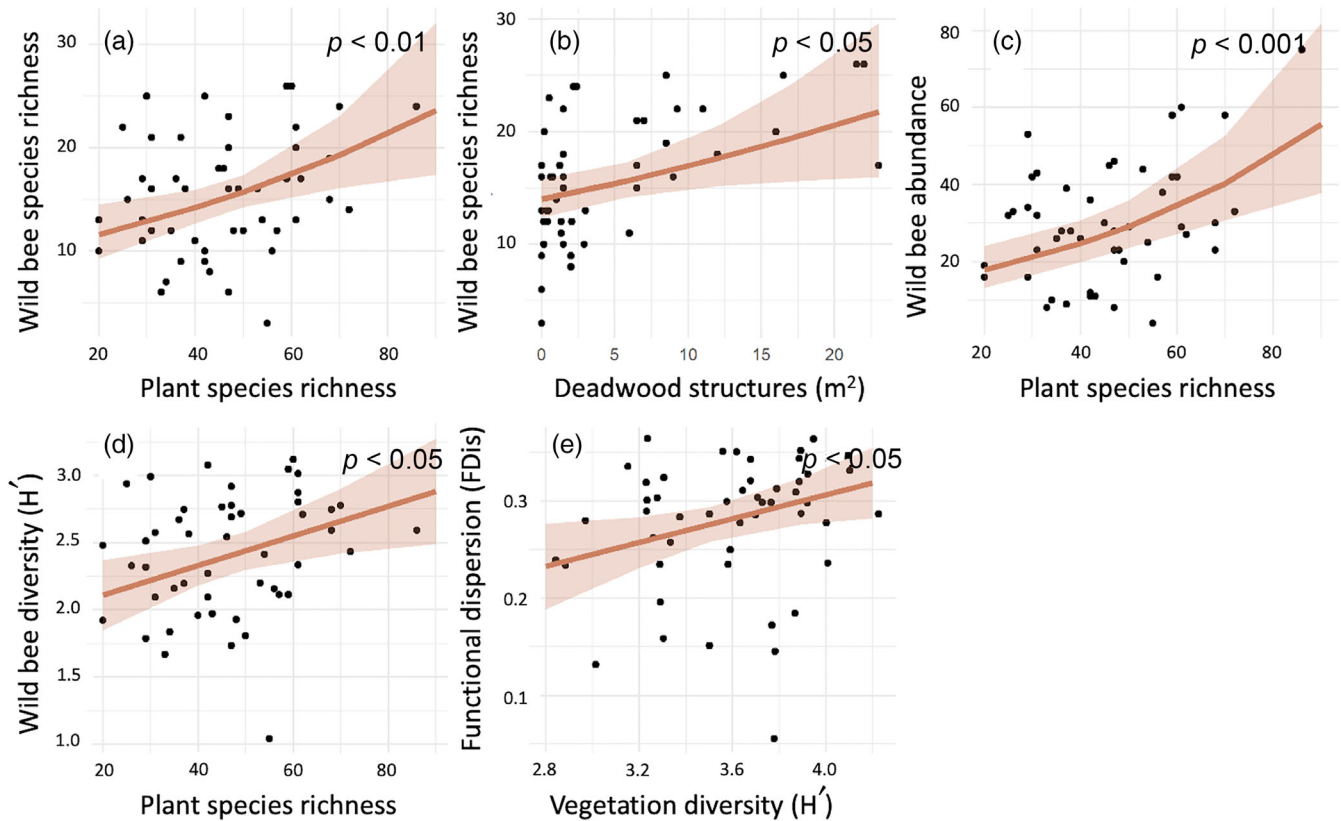 (a)
p < 0.01
30
20
10
20
40
60
80
Wild bee species richness
Plant species richness
(b)
p < 0.05
30
20
10
0
5
10
15
20
Wild bee species richness
Deadwood structures (m²)
(c)
p < 0.001
80
60
40
20
20
40
60
80
Wild bee abundance
Plant species richness
(d)
p < 0.05
3.0
2.5
2.0
1.5
1.0
20
40
60
80
Wild bee diversity (H′)
Plant species richness
(e)
p < 0.05
0.3
0.2
0.1
2.8
3.2
3.6
4.0
Functional dispersion (FDis)
Vegetation diversity (H′)